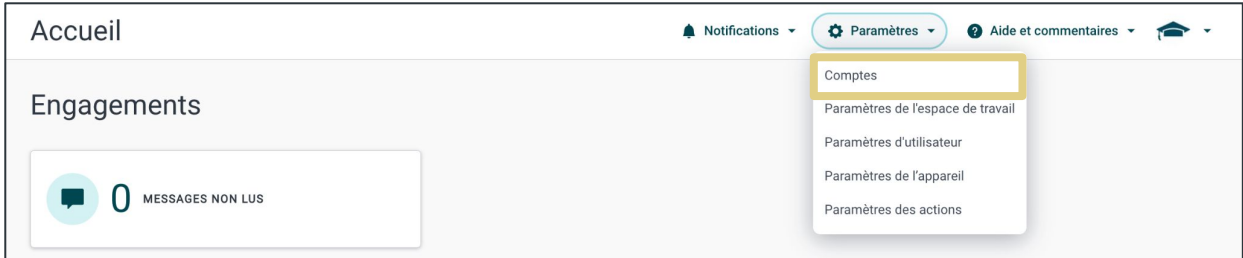 Accueil
Notifications
Paramètres
Aide et commentaires
Comptes
Paramètres de l'espace de travail
Paramètres d'utilisateur
Paramètres de l'appareil
Paramètres des actions
Engagements
0 MESSAGES NON LUS